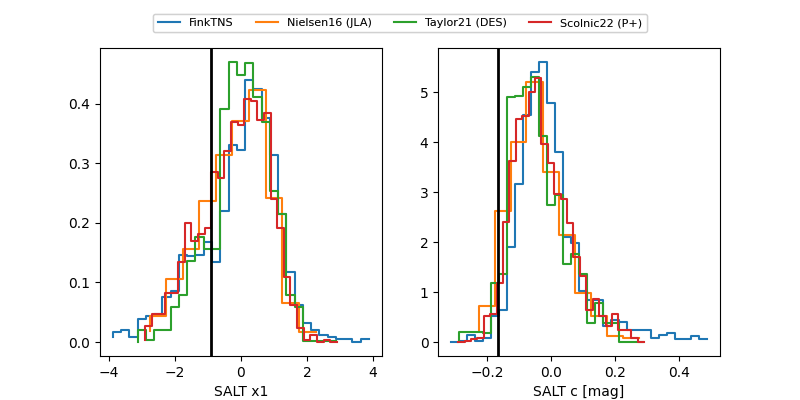 FinkTNS Nielsen16 (JLA) Taylor21 (DES) Scolnic22 (P+)
0.4
0.3
0.2
0.1
0.0
−4 −2 0 2 4
SALT x1
5
4
3
2
1
0
−0.2 0.0 0.2 0.4
SALT c [mag]